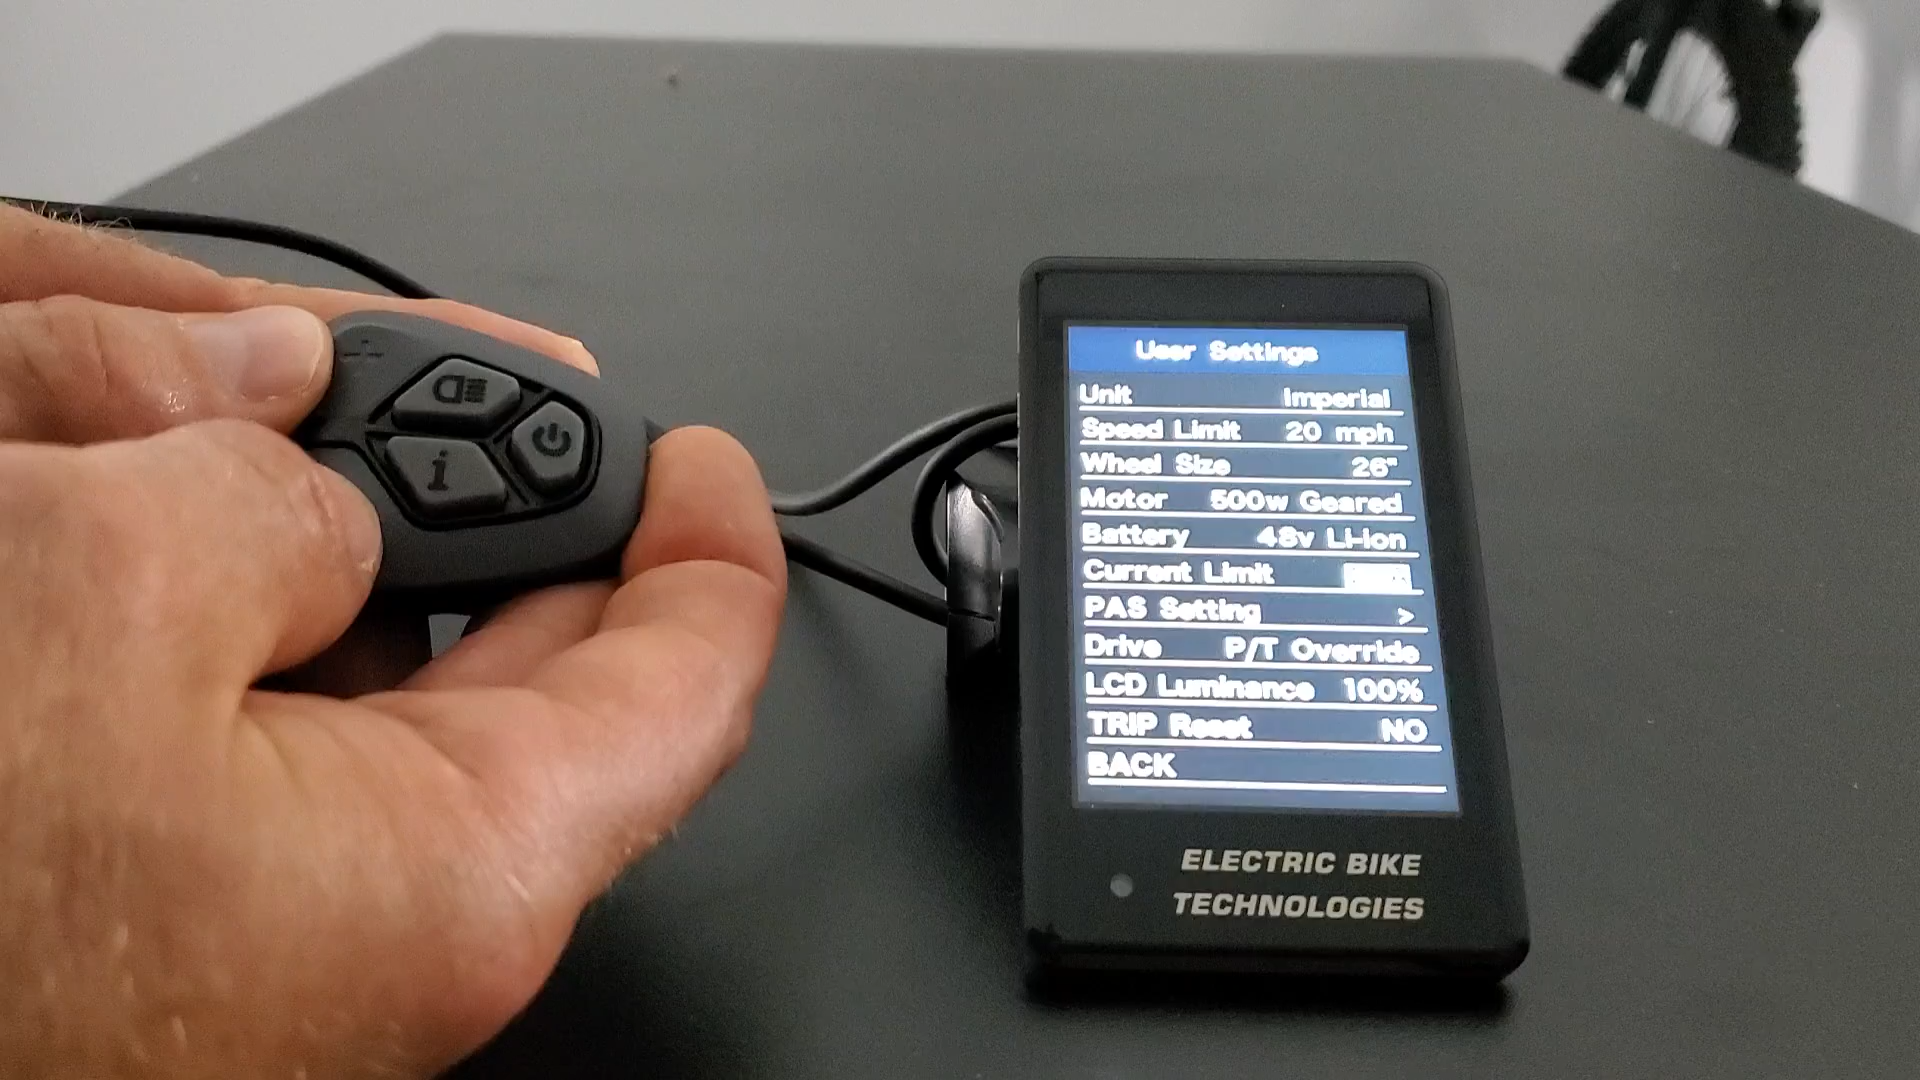 User Settings
Unit Imperial
Speed Limit 20 mph
Wheel Size 26"
Motor 500w Geared
Battery 48v Li-Ion
Current Limit
PAS Setting >
Drive P/T Override
LCD Luminance 100%
TRIP Reset NO
BACK
ELECTRIC BIKE
TECHNOLOGIES
i